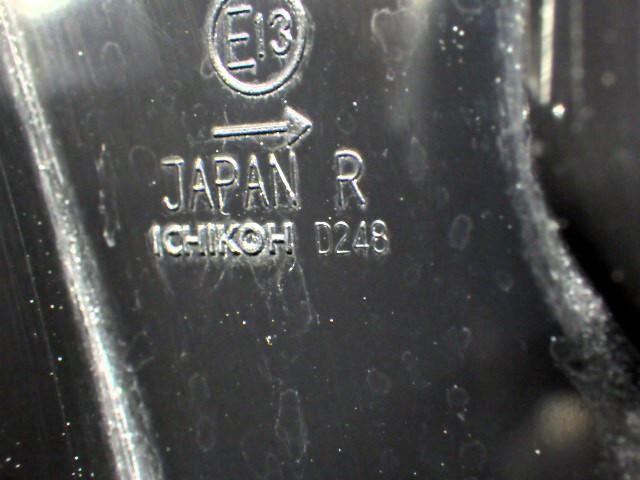 E13
JAPAN R
ICHIKOH D248